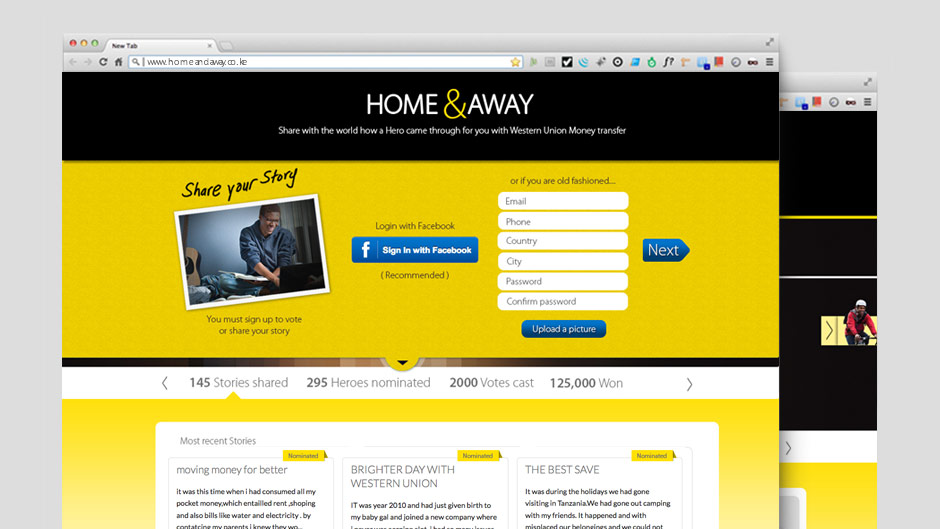 New Tab
www.homeandaway.co.ke
HOME & AWAY
Share with the world how a Hero came through for you with Western Union Money transfer
Share your Story
or if you are old fashioned....
Email
Phone
Login with Facebook
Country
f Sign In with Facebook
Next
City
( Recommended )
Password
Confirm password
You must sign up to vote
or share your story
Upload a picture
145 Stories shared 295 Heroes nominated 2000 Votes cast 125,000 Won
Most recent Stories
Nominated
moving money for better
it was this time when i had consumed all my
pocket money,which entailled rent ,shoping
and also bills like water and electricity . by
contatcing my parents i knew they wo...
Nominated
BRIGHTER DAY WITH
WESTERN UNION
IT was year 2010 and had just given birth to
my baby gal and joined a new company where
Nominated
THE BEST SAVE
It was during the holidays we had gone
visiting in Tanzania.We had gone out camping
with my friends. It happened and with
misplaced our belongings and we could not